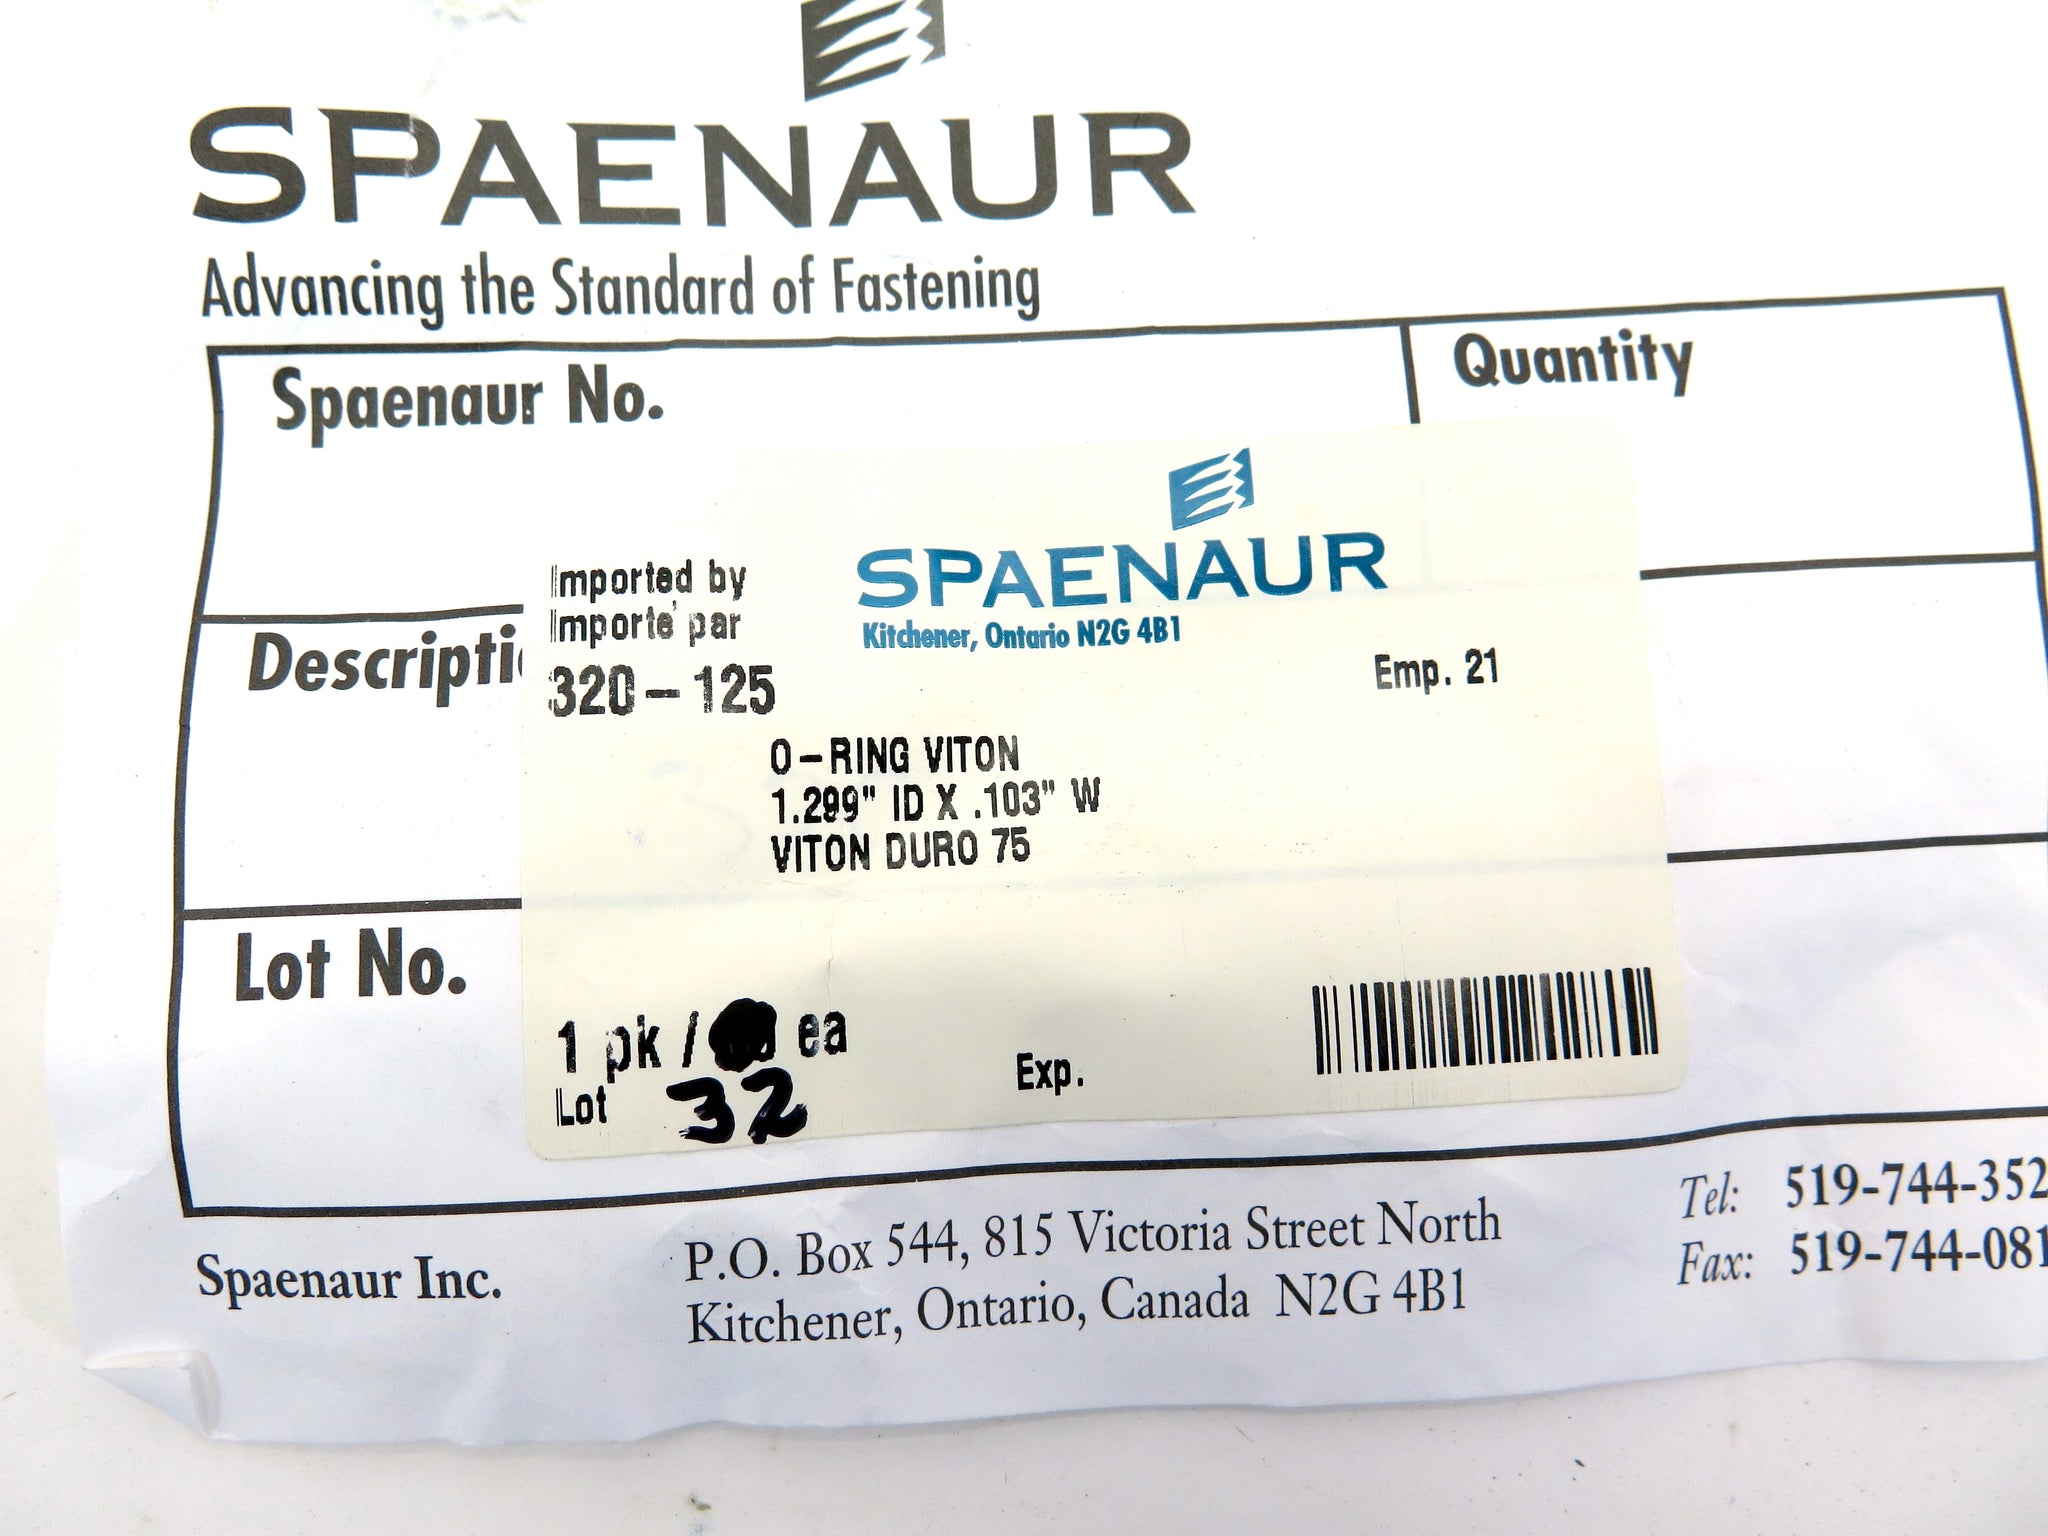 SPAENAUR
Advancing the Standard of Fastening
Spaenaur No.
Quantity
SPAENAUR
Kitchener, Ontario N2G 4B1
Imported by
Importé par
320-125
Emp. 21
Descripti
O-RING VITON
1.299" ID X .103" W
VITON DURO 75
Lot No.
1 pk / ea
32
Lot
Exp.
Spaenaur Inc.
P.O. Box 544, 815 Victoria Street North
Kitchener, Ontario, Canada N2G 4B1
Tel: 519-744-352
Fax: 519-744-081